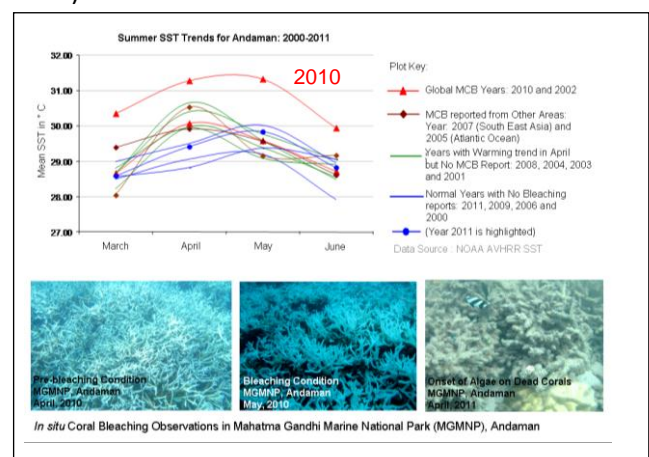 Summer SST Trends for Andaman: 2000-2011
32.00
31.00
30.00
29.00
28.00
27.00
Mean SST in ° C
March
April
May
June
2010
Plot Key:
Global MCB Years: 2010 and 2002
MCB reported from Other Areas:
Year: 2007 (South East Asia) and
2005 (Atlantic Ocean)
Years with Warming trend in April
but No MCB Report: 2008, 2004, 2003
and 2001
Normal Years with No Bleaching
reports: 2011, 2009, 2006 and
2000
(Year 2011 is highlighted)
Data Source : NOAA AVHRR SST
Pre-bleaching Condition
MGMNP, Andaman
April, 2010
Bleaching Condition
MGMNP, Andaman
May, 2010
Onset of Algae on Dead Corals
MGMNP, Andaman
April, 2011
In situ Coral Bleaching Observations in Mahatma Gandhi Marine National Park (MGMNP), Andaman